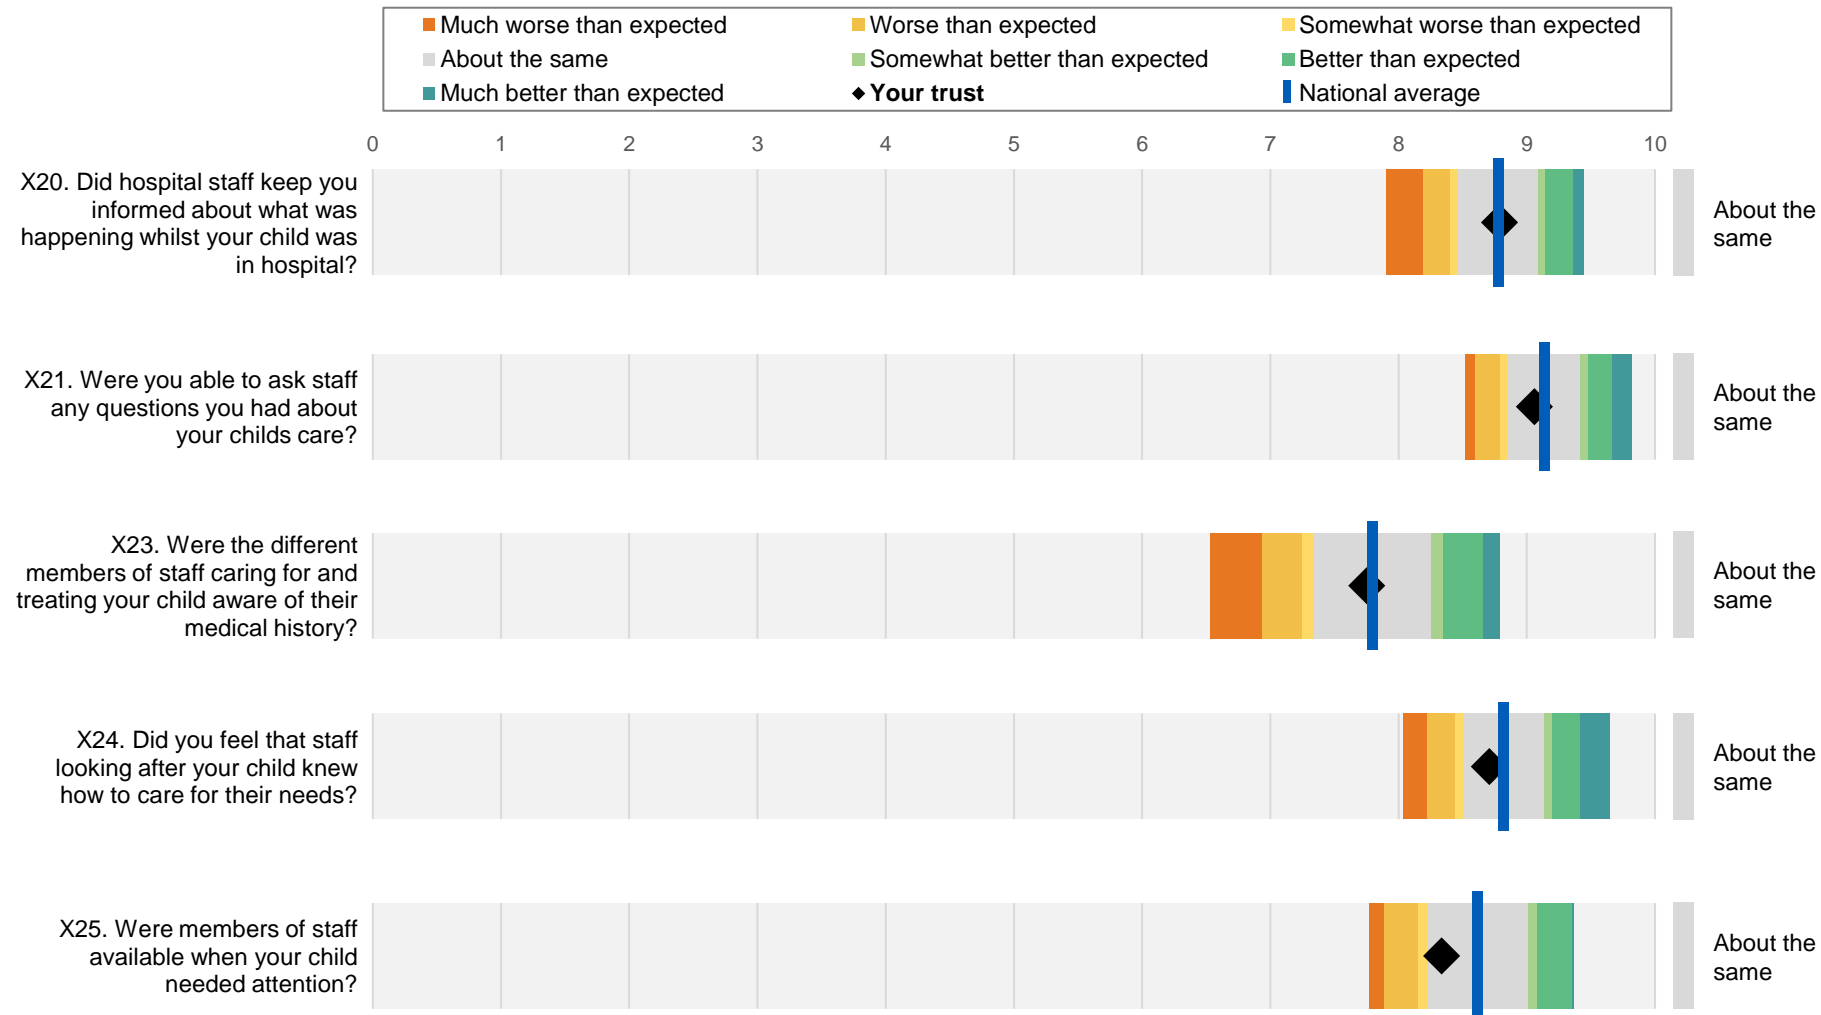 Much worse than expected
Worse than expected
Somewhat worse than expected
About the same
Somewhat better than expected
Better than expected
Much better than expected
Your trust
National average
0 1 2 3 4 5 6 7 8 9 10
X20. Did hospital staff keep you
informed about what was
happening whilst your child was
in hospital?
About the
same
X21. Were you able to ask staff
any questions you had about
your childs care?
About the
same
X23. Were the different
members of staff caring for and
treating your child aware of their
medical history?
About the
same
X24. Did you feel that staff
looking after your child knew
how to care for their needs?
About the
same
X25. Were members of staff
available when your child
needed attention?
About the
same